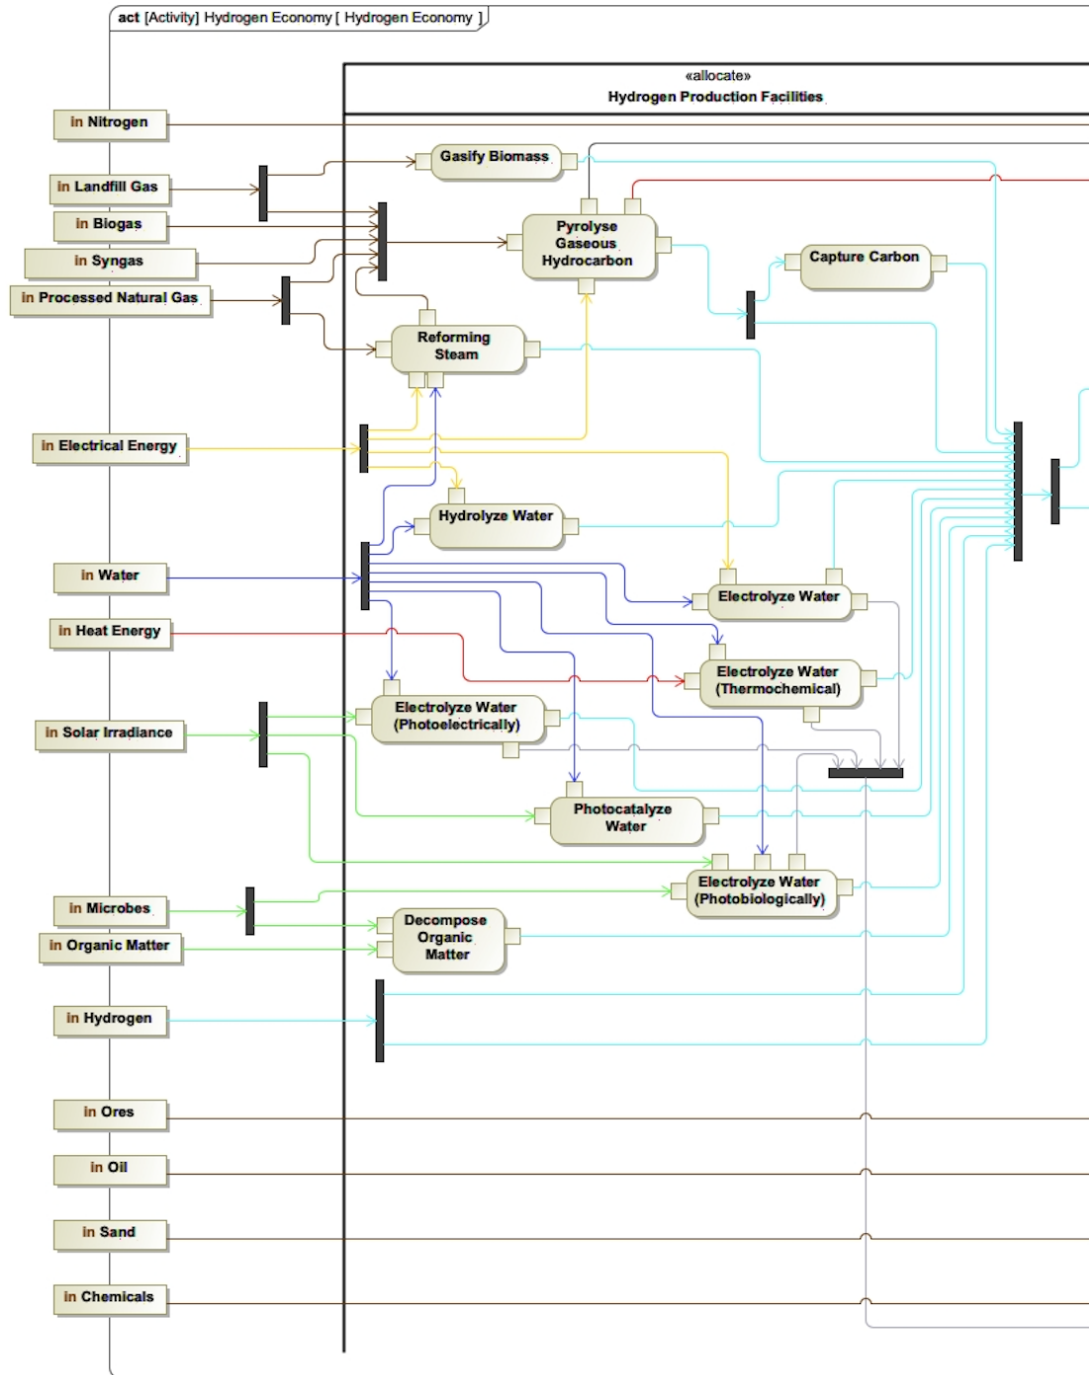 act [Activity] Hydrogen Economy [ Hydrogen Economy ]
«allocate»
Hydrogen Production Facilities
in Nitrogen
Gasify Biomass
in Landfill Gas
in Biogas
Pyrolyse
Gaseous
Hydrocarbon
Capture Carbon
in Syngas
in Processed Natural Gas
Reforming
Steam
in Electrical Energy
Hydrolyze Water
in Water
Electrolyze Water
in Heat Energy
Electrolyze Water
(Thermochemical)
Electrolyze Water
(Photoelectrically)
in Solar Irradiance
Photocatalyze
Water
Electrolyze Water
(Photobiologically)
in Microbes
Decompose
Organic
Matter
in Organic Matter
in Hydrogen
in Ores
in Oil
in Sand
in Chemicals